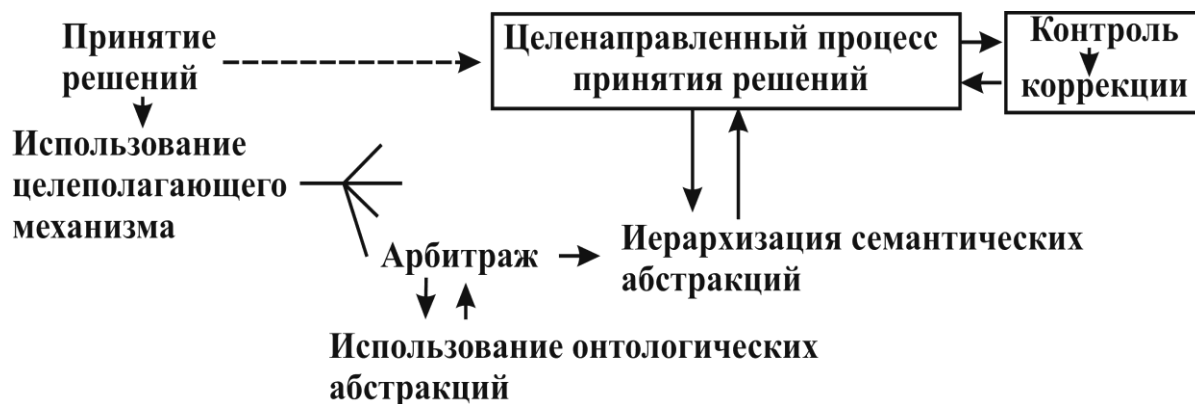 Принятие
решений
Целенаправленный процесс
принятия решений
Контроль
коррекции
Использование
целеполагающего
механизма
Арбитраж
Иерархизация семантических
абстракций
Использование онтологических
абстракций